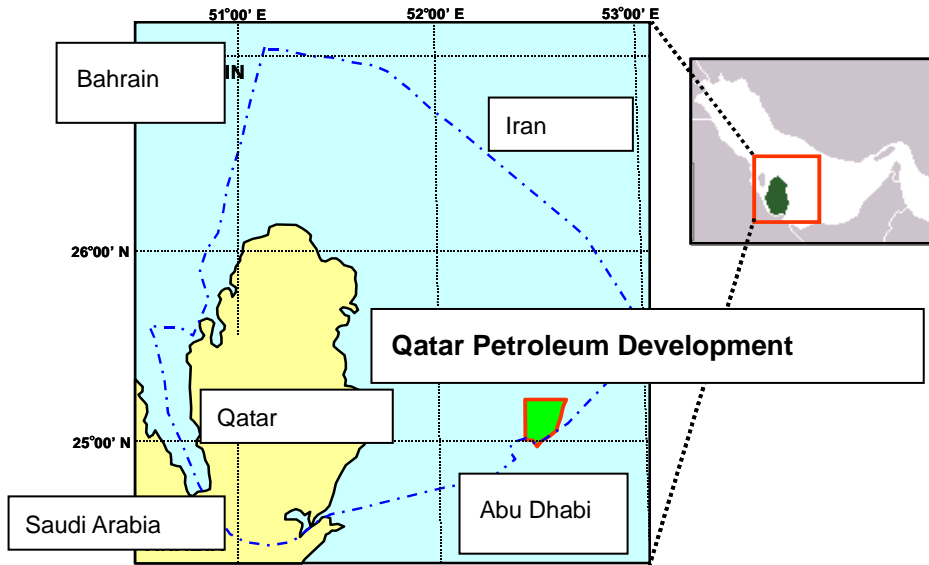 51°00' E 52°00' E 53°00' E
Bahrain
IN
Iran
26°00' N
Qatar Petroleum Development
Qatar
25°00' N
Abu Dhabi
Saudi Arabia